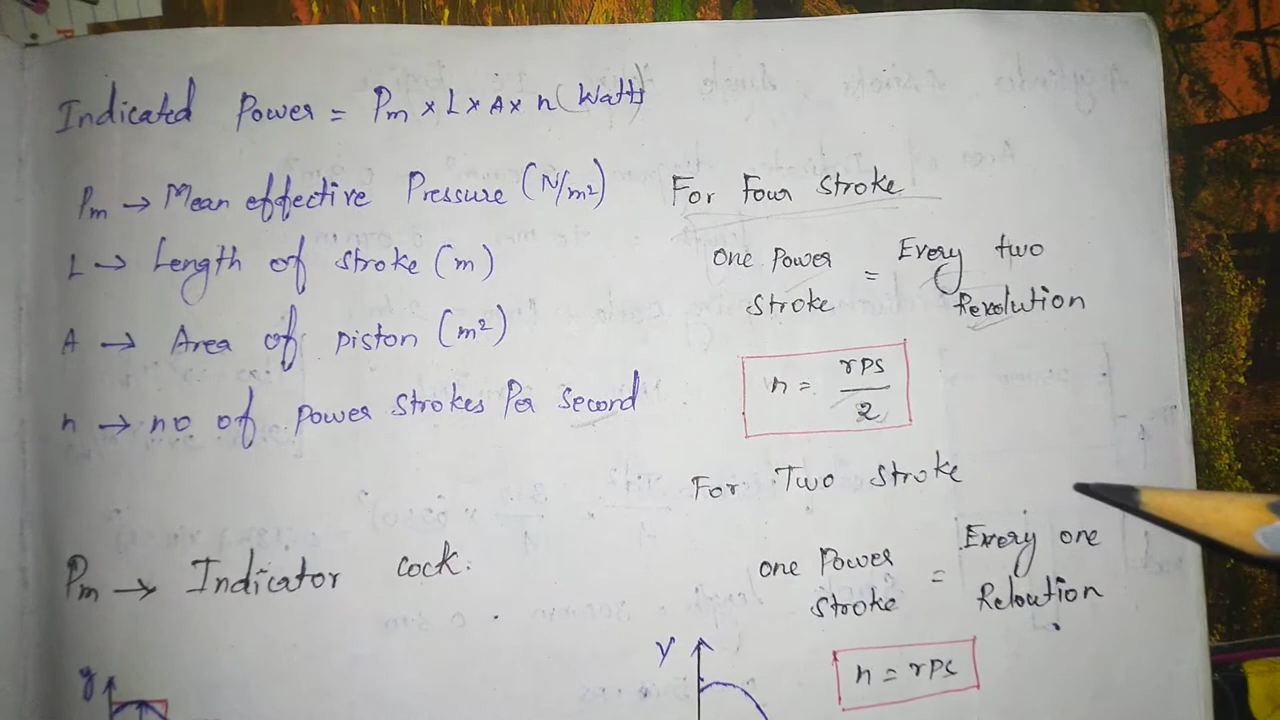 Indicated Power = Pm × L × A × n (Watt)
Pm → Mean effective Pressure (N/m²)
L → Length of stroke (m)
A → Area of piston (m²)
n → no of power strokes Per second
Pm → Indicator cock.
y
For Four stroke
one Power stroke = Every two Revolution
n = rps/2
For Two stroke
one Power stroke = Every one Reloution
n = rps
Y